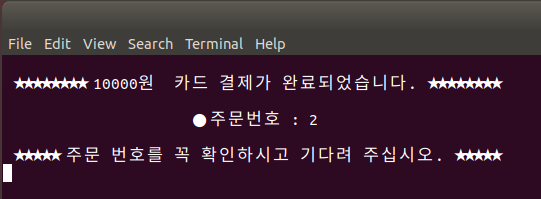 File Edit View Search Terminal Help
★★★★★★★★ 10000원 카드 결제가 완료되었습니다. ★★★★★★★★
●주문번호 : 2
★★★★★ 주문 번호를 꼭 확인하시고 기다려 주십시오. ★★★★★